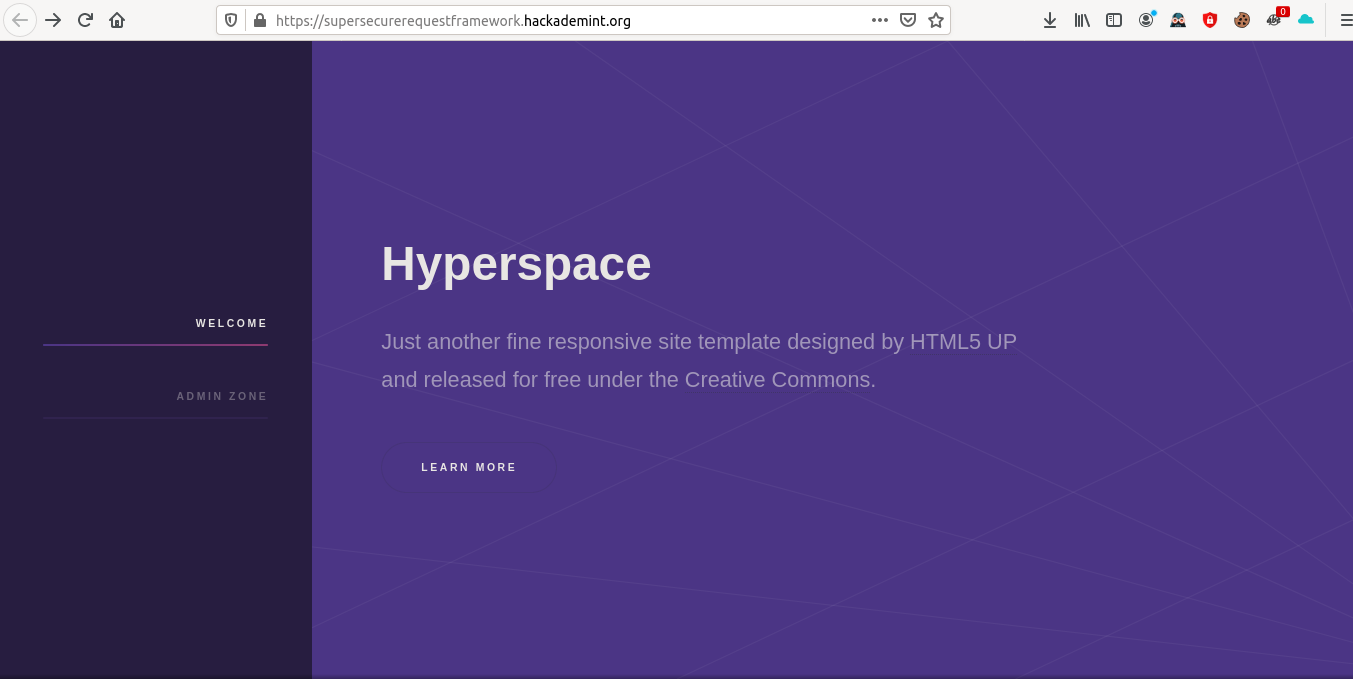 https://supersecurerequestframework.hackademint.org
0
WELCOME
ADMIN ZONE
Hyperspace
Just another fine responsive site template designed by HTML5 UP
and released for free under the Creative Commons.
LEARN MORE